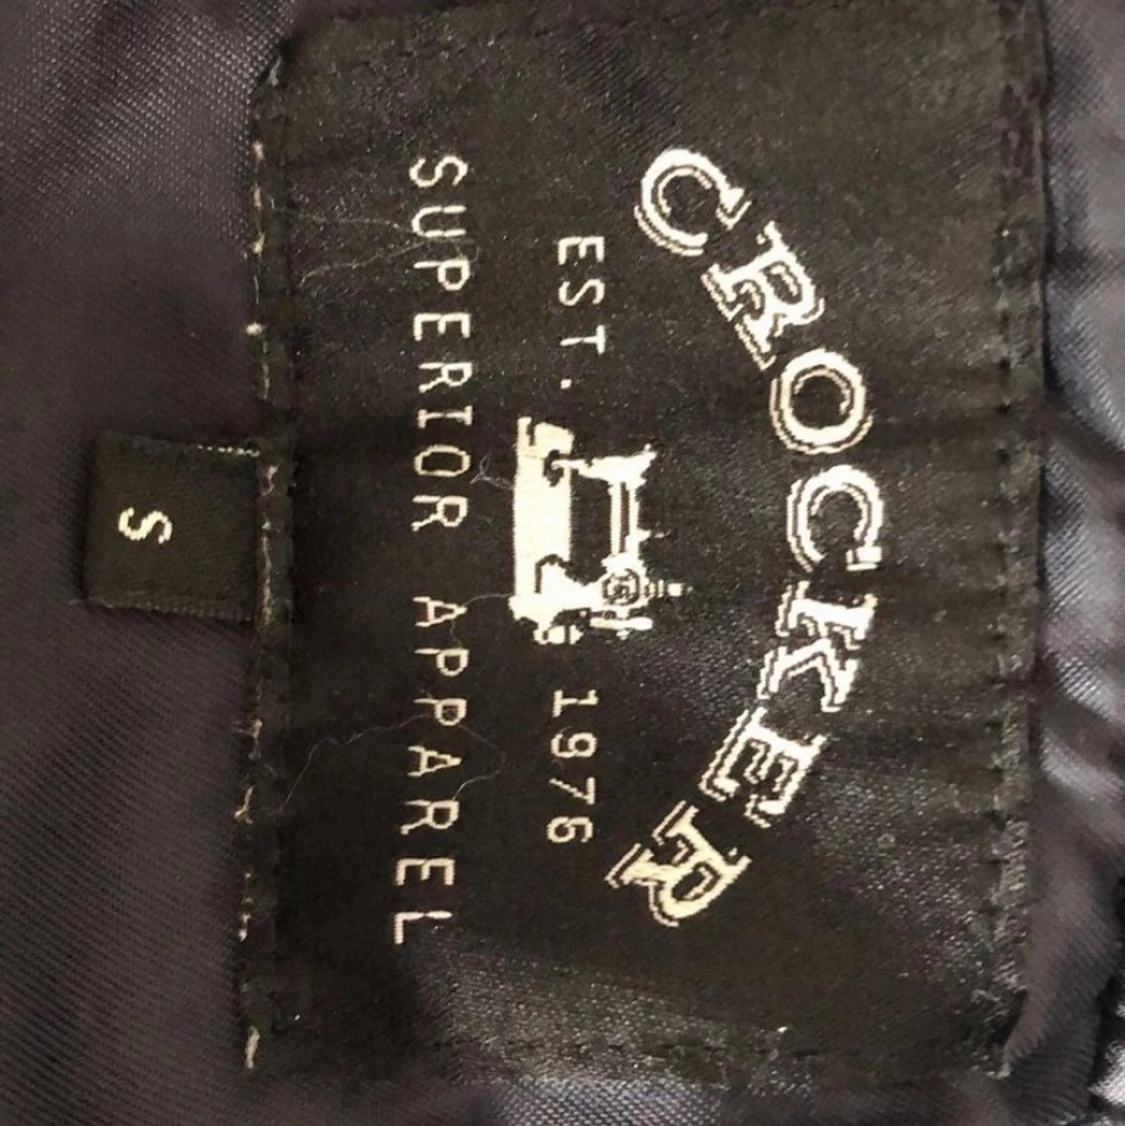 CROCKER
EST. 1976
SUPERIOR APPAREL
S